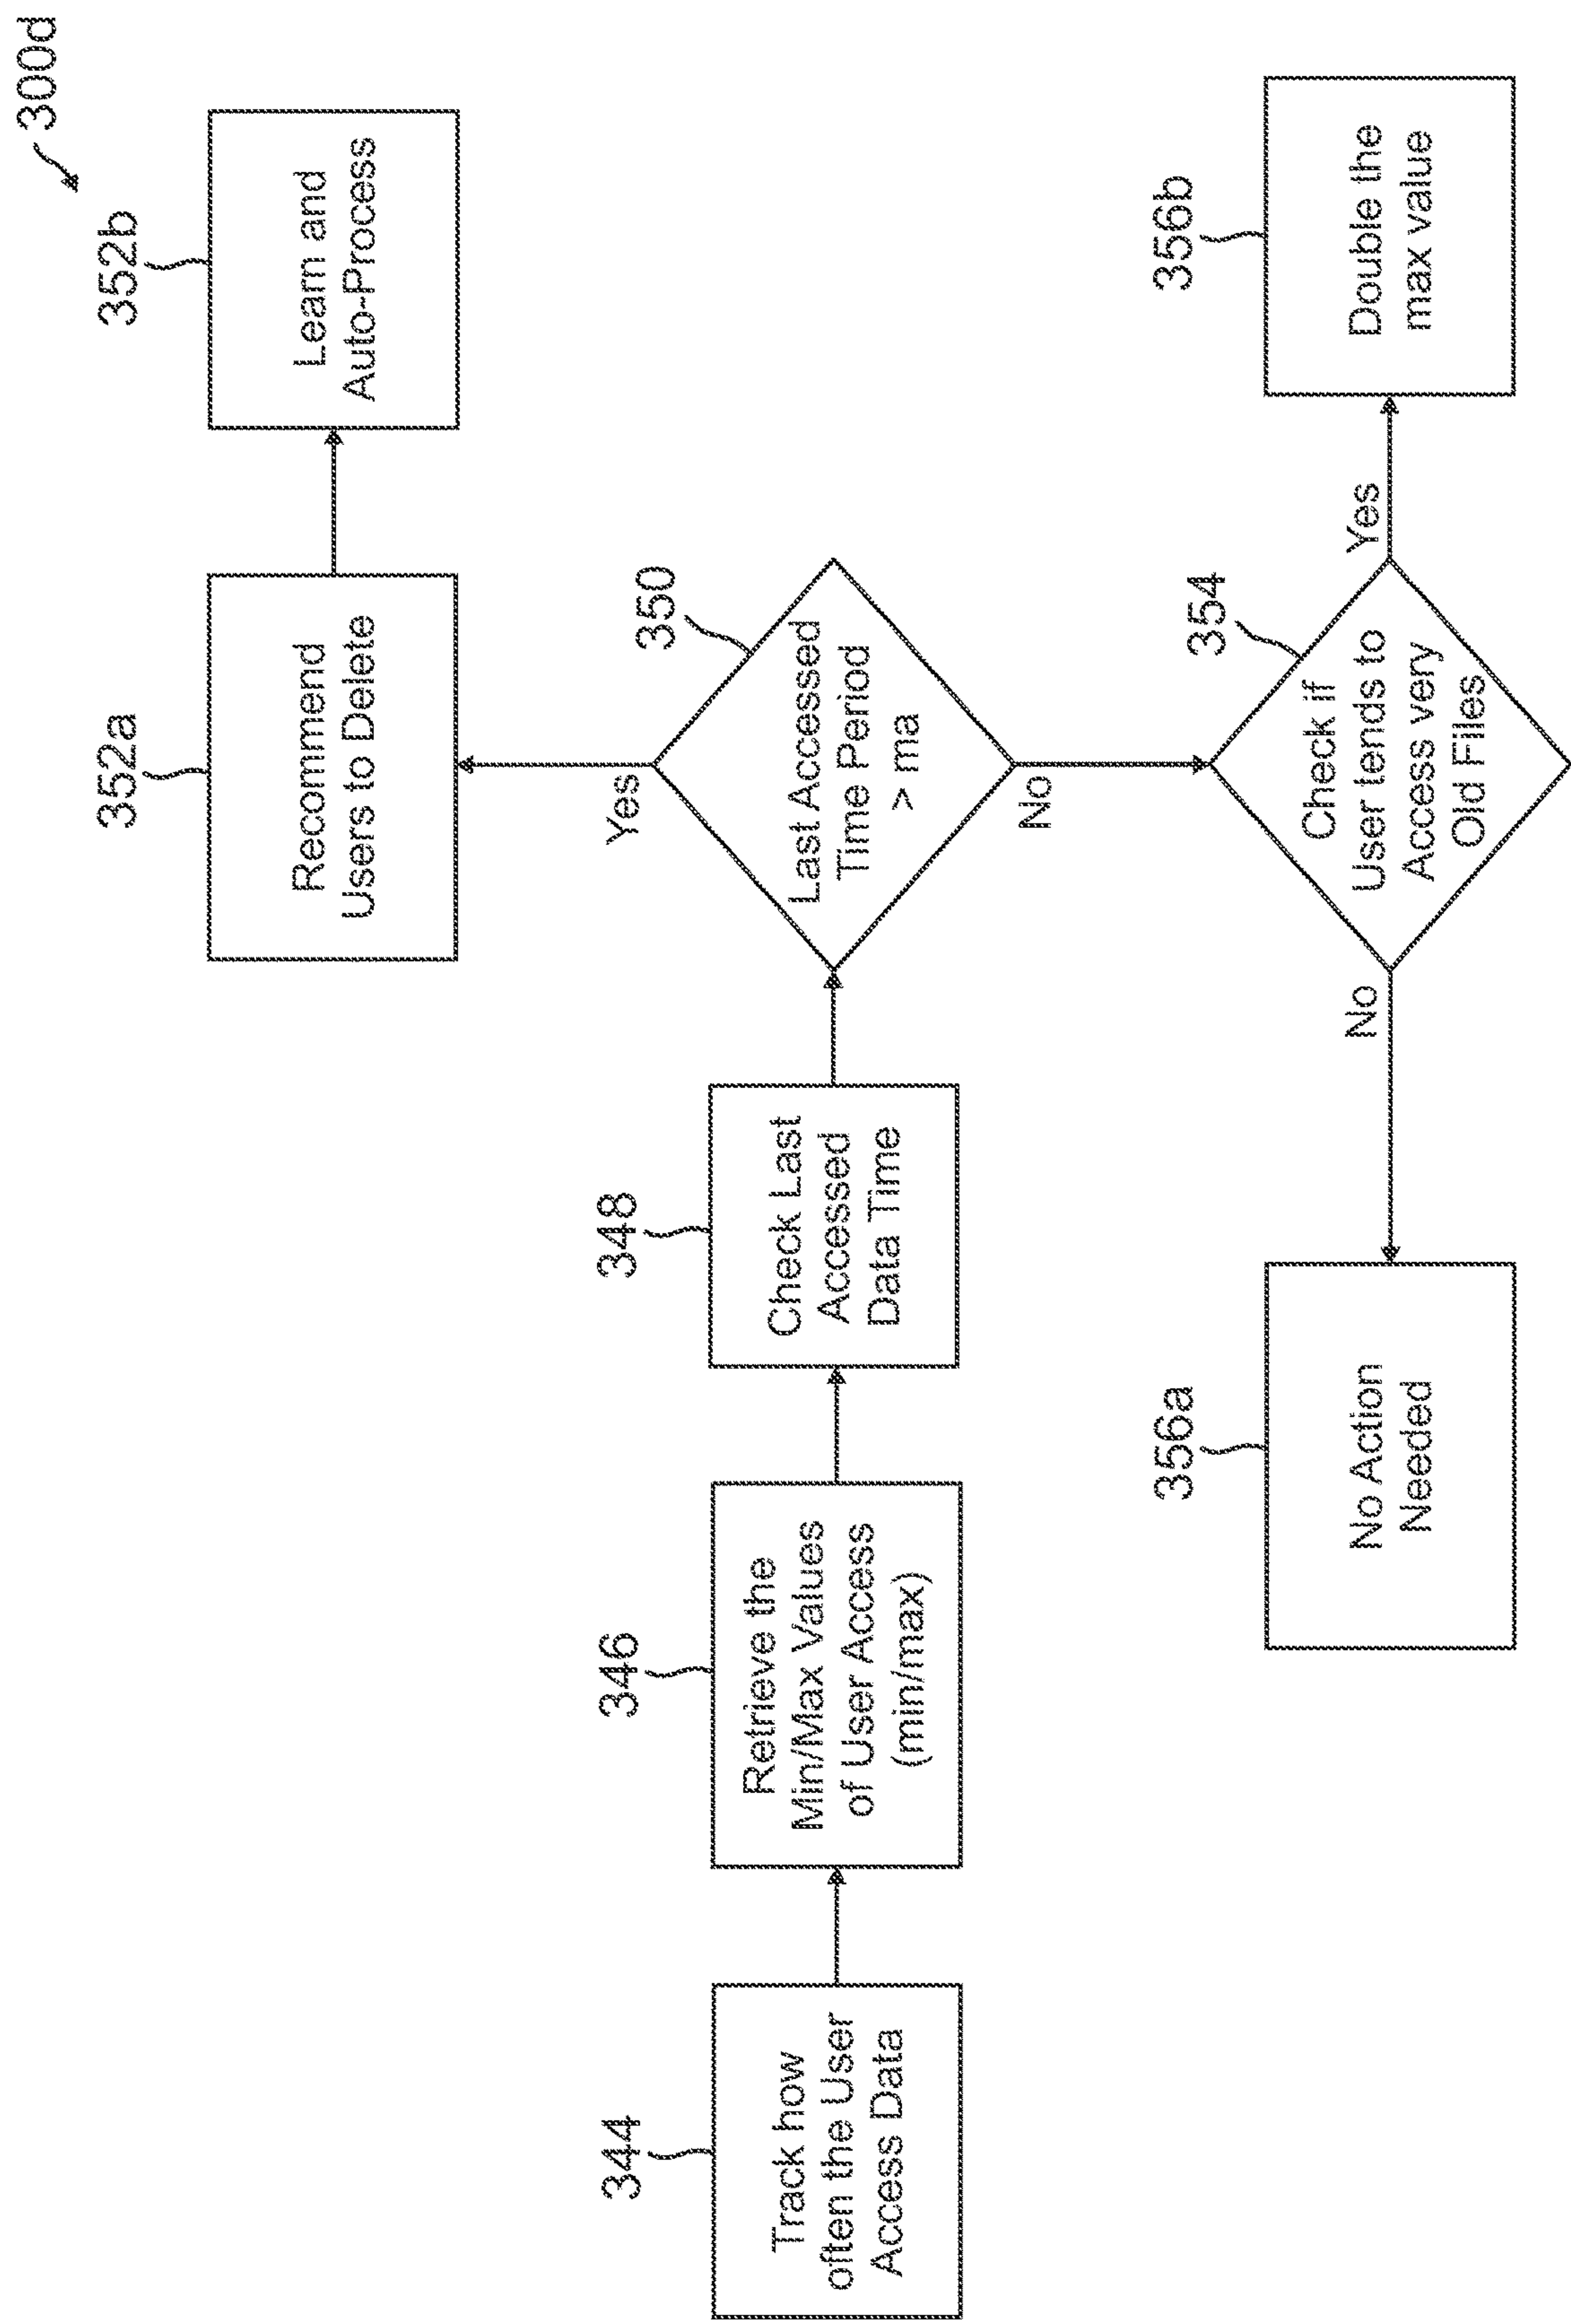 300d
352a
Recommend
Users to Delete
352b
Learn and
Auto-Process
344
Track how
often the User
Access Data
346
Retrieve the
Min/Max Values
of User Access
(min/max)
348
Check Last
Accessed
Data Time
350
Last Accessed
Time Period
> ma
Yes
No
356a
No Action
Needed
No
354
Check if
User tends to
Access very
Old Files
Yes
356b
Double the
max value